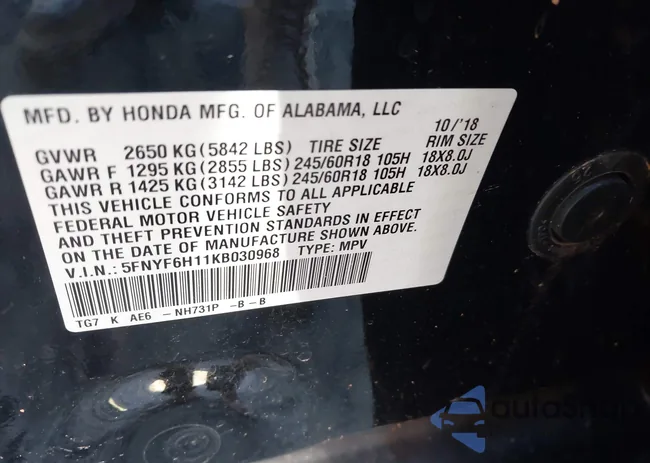 MFD. BY HONDA MFG. OF ALABAMA, LLC 10/'18
GVWR 2650 KG (5842 LBS) TIRE SIZE RIM SIZE
GAWR F 1295 KG (2855 LBS) 245/60R18 105H 18X8.0J
GAWR R 1425 KG (3142 LBS) 245/60R18 105H 18X8.0J
THIS VEHICLE CONFORMS TO ALL APPLICABLE
FEDERAL MOTOR VEHICLE SAFETY
AND THEFT PREVENTION STANDARDS IN EFFECT
ON THE DATE OF MANUFACTURE SHOWN ABOVE.
V.I.N.: 5FNYF6H11KB030968 TYPE: MPV
TG7 K AE6 -NH731P -B-B